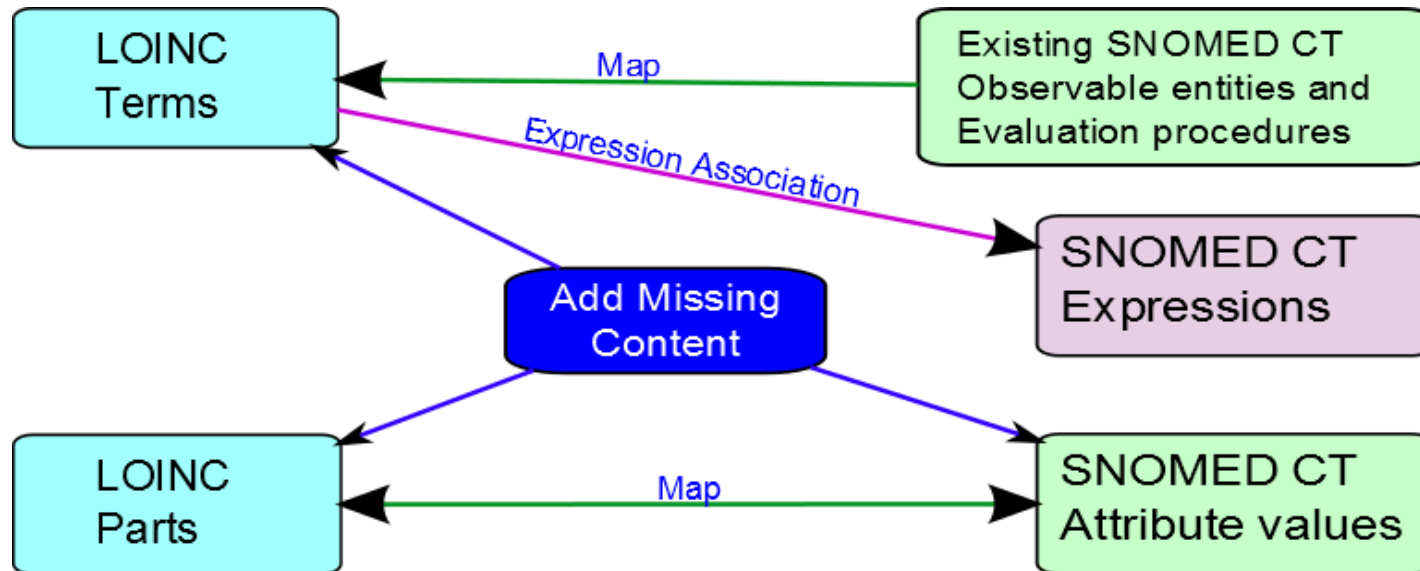 LOINC
Terms
Map
Existing SNOMED CT
Observable entities and
Evaluation procedures
Expression Association
SNOMED CT
Expressions
Add Missing
Content
LOINC
Parts
Map
SNOMED CT
Attribute values